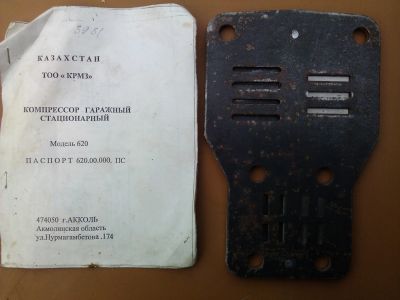 3951
КАЗАХСТАН
ТОО «КРМЗ»
КОМПРЕССОР ГАРАЖНЫЙ
СТАЦИОНАРНЫЙ
Модель 620
ПАСПОРТ 620.00.000. ПС
474050 г.АККОЛЬ
Акмолинская область
ул.Нурмагамбетова .174